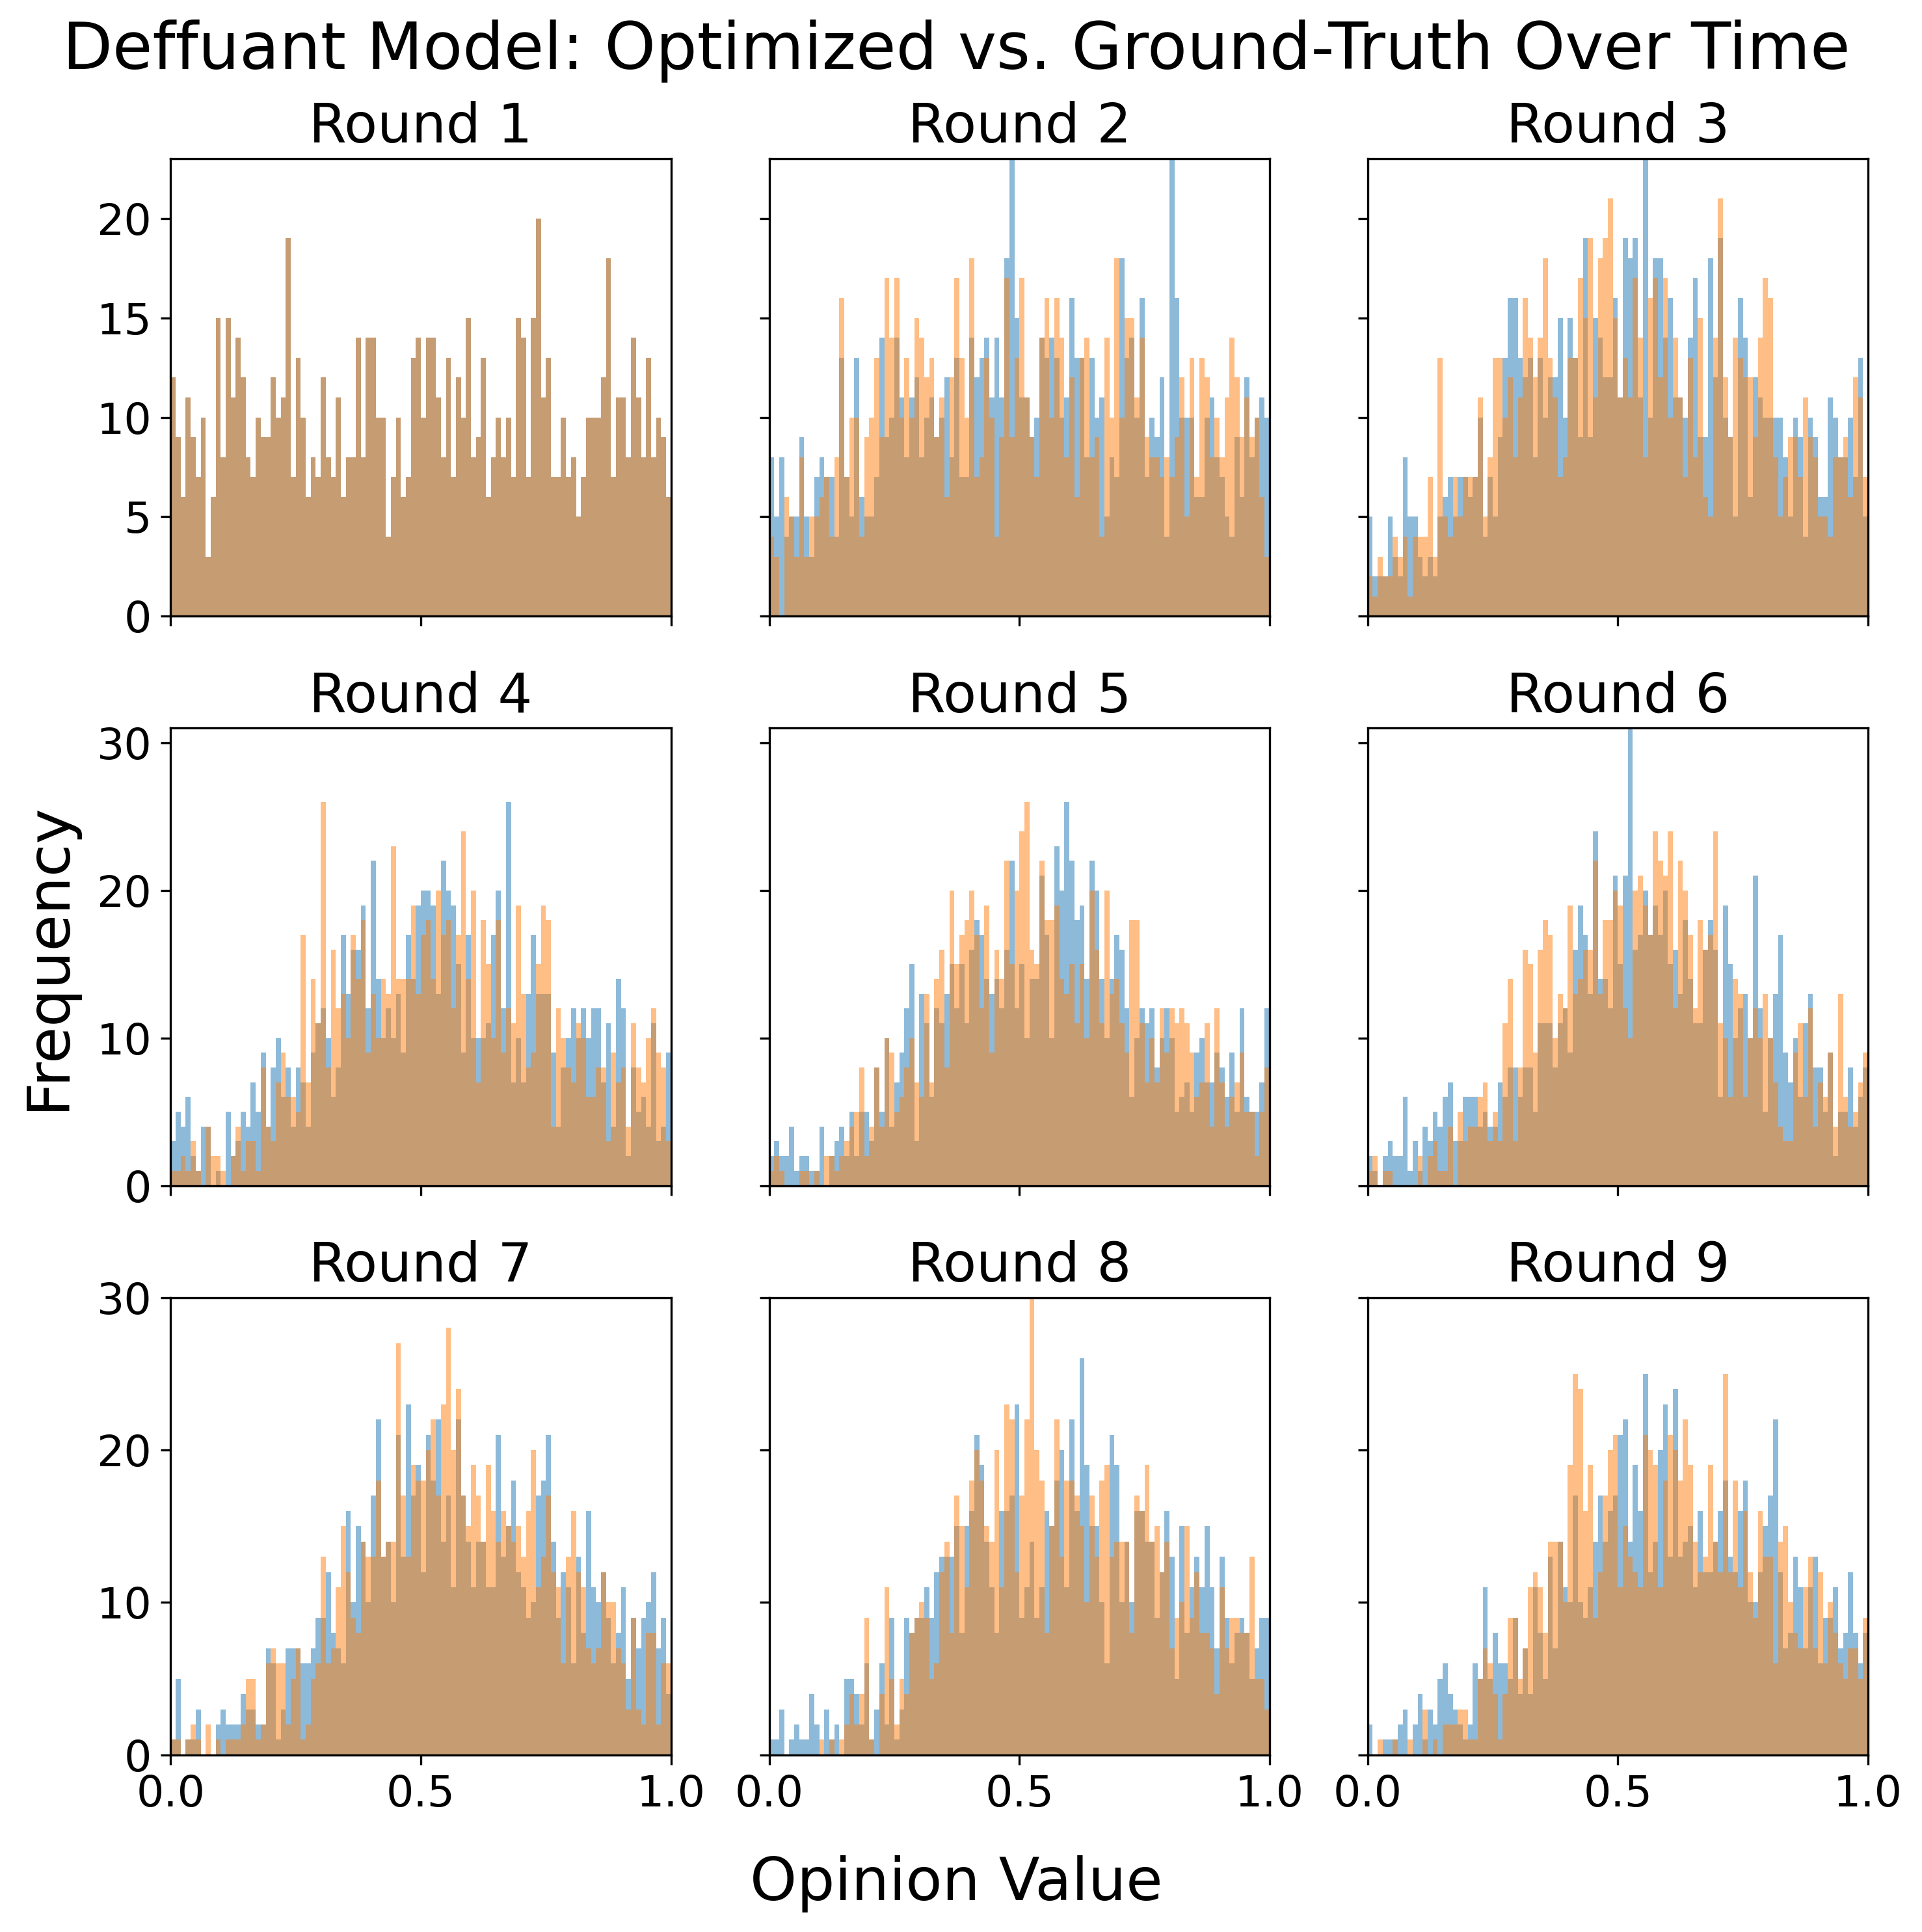 Deffuant Model: Optimized vs. Ground-Truth Over Time
Round 1
Round 2
Round 3
20
15
10
5
0
Round 4
Round 5
Round 6
30
20
10
0
Frequency
Round 7
Round 8
Round 9
30
20
10
0
0.0 0.5 1.0 0.0 0.5 1.0 0.0 0.5 1.0
Opinion Value